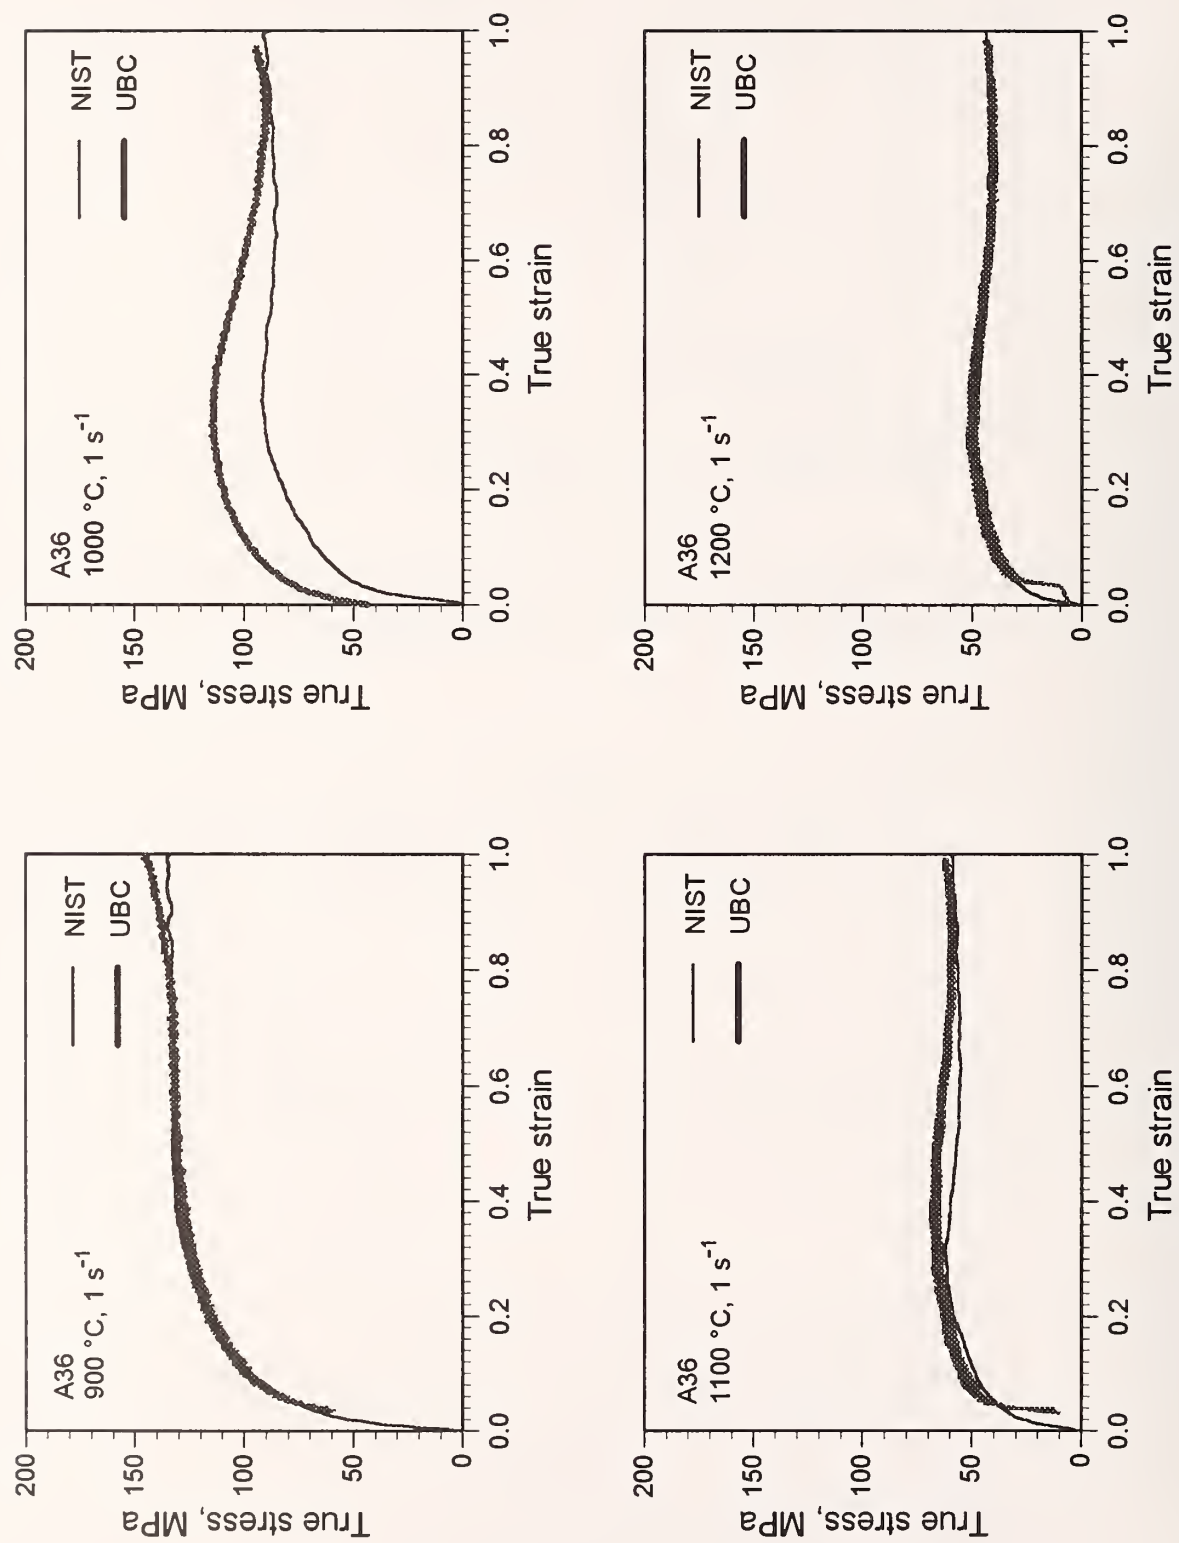 A36
900 °C, 1 s⁻¹
NIST
UBC
200
150
100
50
0
True stress, MPa
0.0
0.2
0.4
0.6
0.8
1.0
True strain
A36
1000 °C, 1 s⁻¹
NIST
UBC
200
150
100
50
0
True stress, MPa
0.0
0.2
0.4
0.6
0.8
1.0
True strain
A36
1100 °C, 1 s⁻¹
NIST
UBC
200
150
100
50
0
True stress, MPa
0.0
0.2
0.4
0.6
0.8
1.0
True strain
A36
1200 °C, 1 s⁻¹
NIST
UBC
200
150
100
50
0
True stress, MPa
0.0
0.2
0.4
0.6
0.8
1.0
True strain